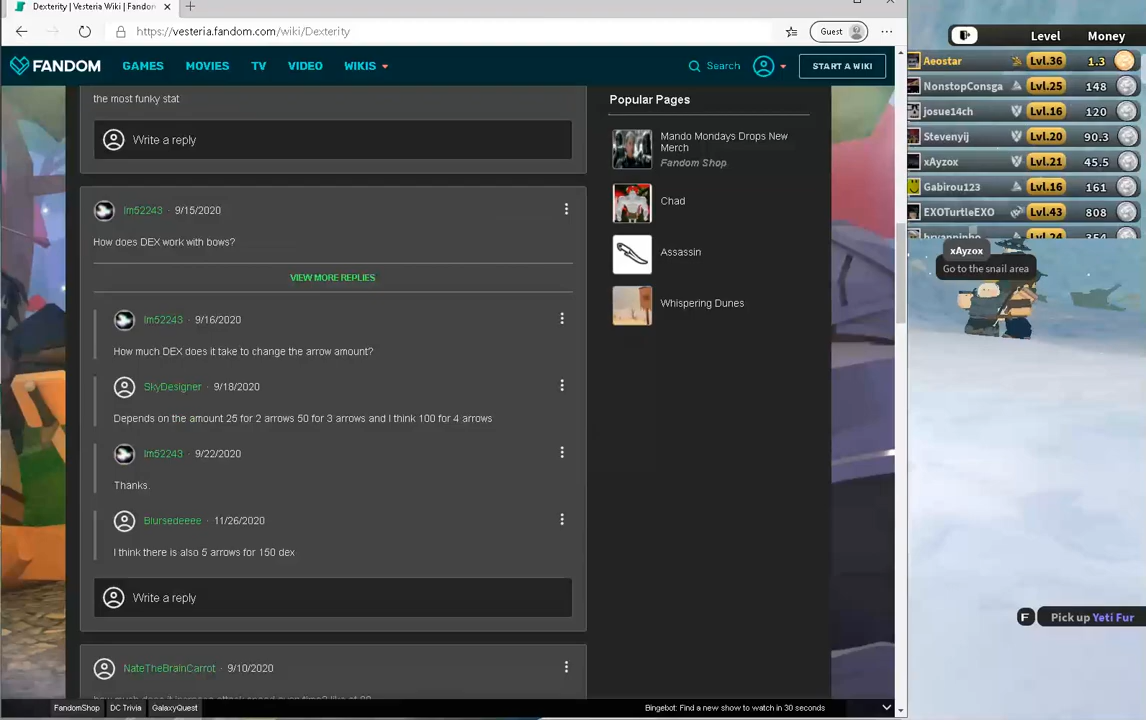 Dexterity | Vesteria Wiki | Fandom
https://vesteria.fandom.com/wiki/Dexterity
Guest
FANDOM
GAMES
MOVIES
TV
VIDEO
WIKIS
Search
START A WIKI
the most funky stat
Write a reply
Im52243 · 9/15/2020
How does DEX work with bows?
VIEW MORE REPLIES
Im52243 · 9/16/2020
How much DEX does it take to change the arrow amount?
SkyDesigner · 9/18/2020
Depends on the amount 25 for 2 arrows 50 for 3 arrows and I think 100 for 4 arrows
Im52243 · 9/22/2020
Thanks.
Blursedeeee · 11/26/2020
I think there is also 5 arrows for 150 dex
Write a reply
NateTheBrainCarrot · 9/10/2020
Popular Pages
Mando Mondays Drops New
Merch
Fandom Shop
Chad
Assassin
Whispering Dunes
FandomShop
DC Trivia
GalaxyQuest
Bingebot: Find a new show to watch in 30 seconds
Level Money
Aeostar Lvl.36 1.3
NonstopConsga Lvl.25 148
josue14ch Lvl.16 120
Stevenyij Lvl.20 90.3
xAyzox Lvl.21 45.5
Gabirou123 Lvl.16 161
EXOTurtleEXO Lvl.43 808
Lvl.24
xAyzox
Go to the snail area
F Pick up Yeti Fur